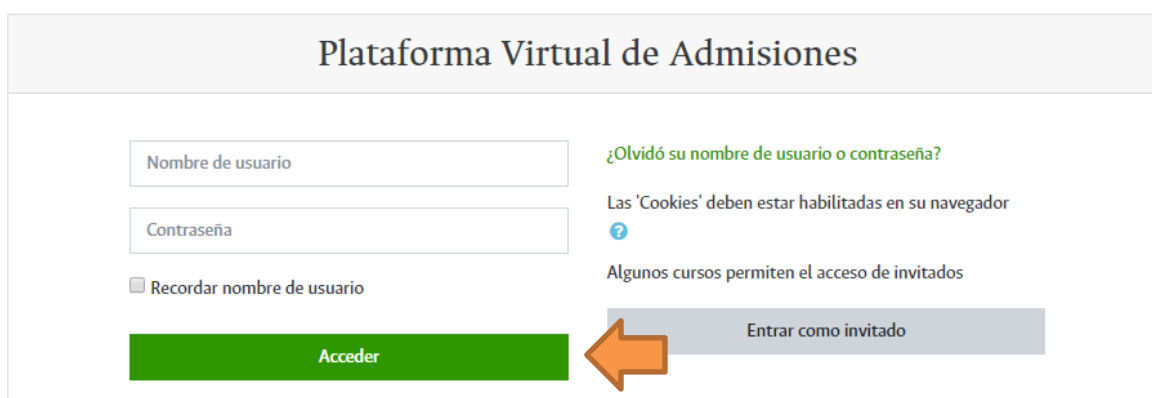 Plataforma Virtual de Admisiones
Nombre de usuario
Contraseña
Recordar nombre de usuario
Acceder
¿Olvidó su nombre de usuario o contraseña?
Las 'Cookies' deben estar habilitadas en su navegador
?
Algunos cursos permiten el acceso de invitados
Entrar como invitado